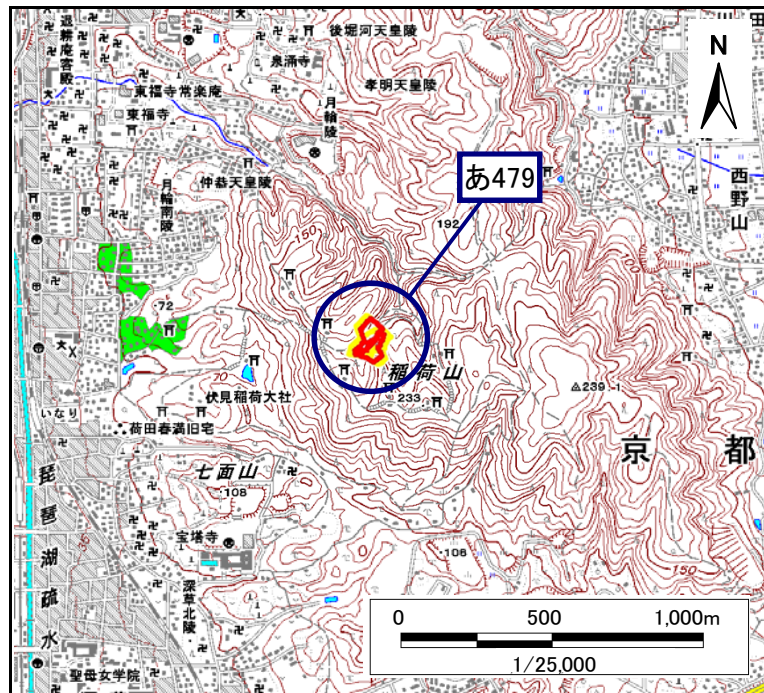 退耕庵客殿
後堀河天皇陵
泉涌寺
東福寺常楽庵
孝明天皇陵
月輪陵
東福寺
N
仲恭天皇陵
あ479
月輪南陵
西野山
192
150
100
72
稲荷山
239.1
70
伏見稲荷大社
233
いなり
荷田春満旧宅
京都
七面山
108
琵琶湖疏水
35
宝塔寺
108
150
深草北陵
0 500 1,000m
1/25,000
聖母女学院